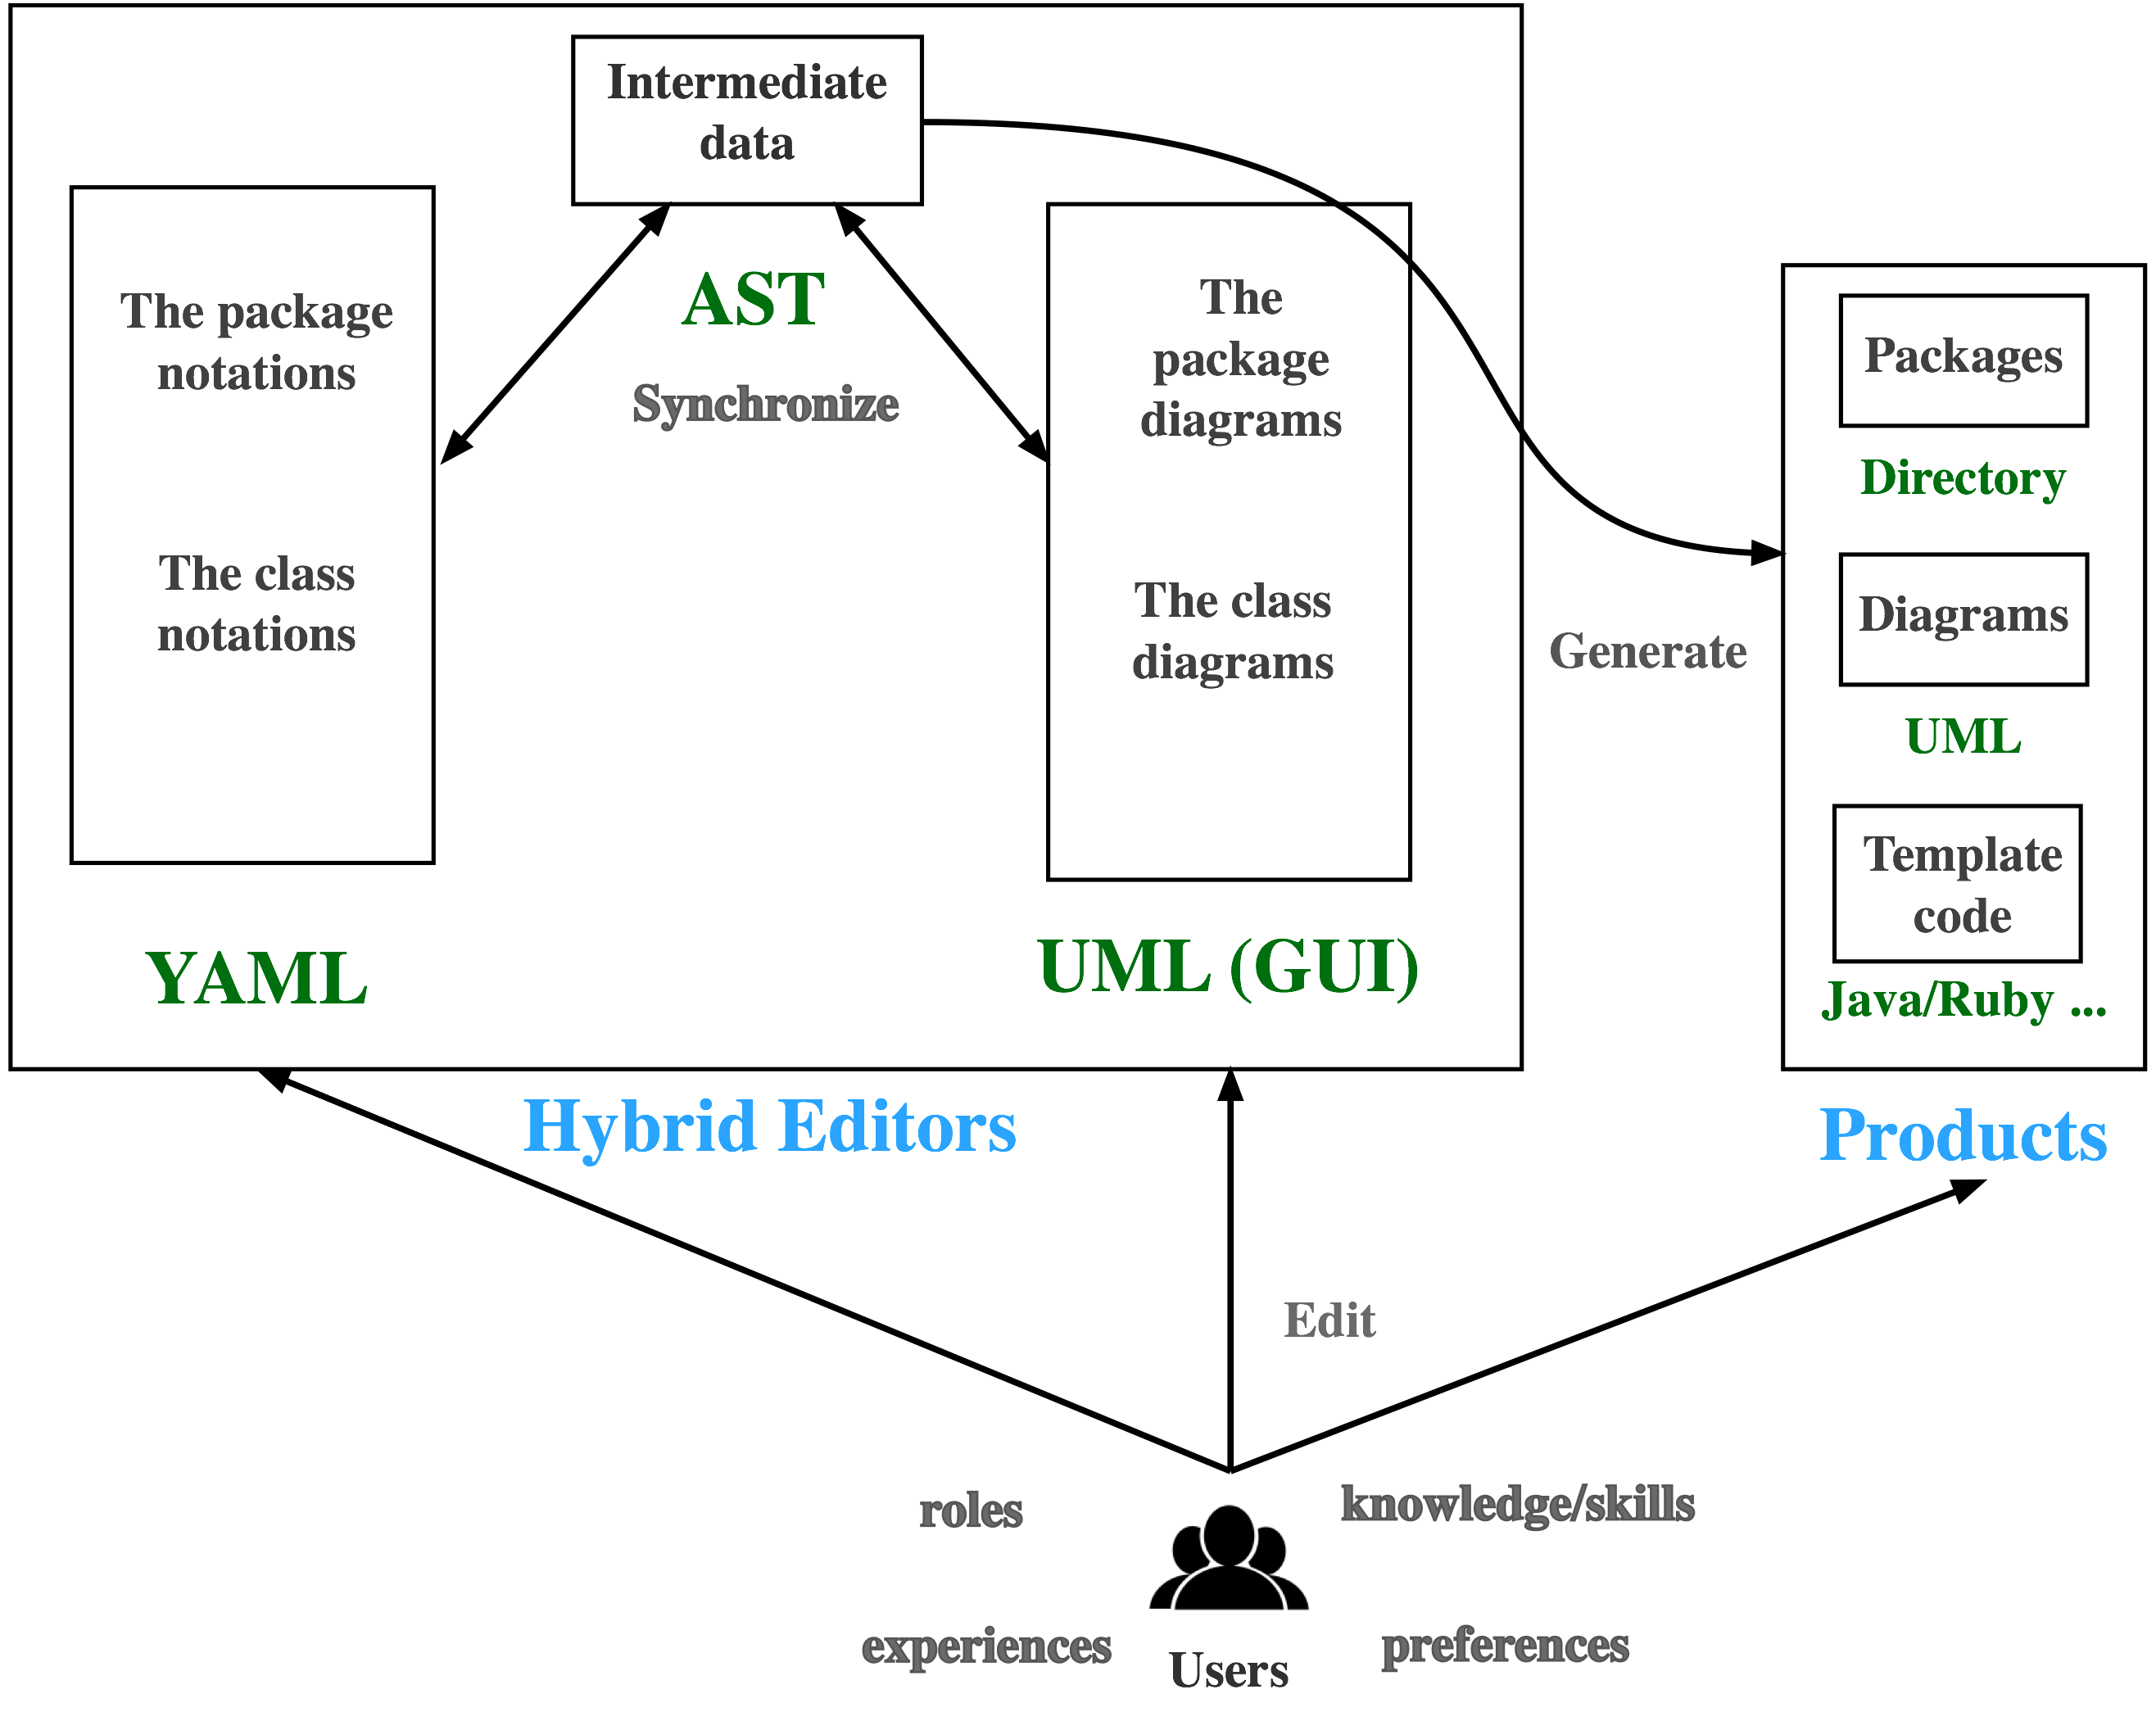 Intermediate
data
The package
notations
The class
notations
YAML
AST
Synchronize
The
package
diagrams
The class
diagrams
UML (GUI)
Hybrid Editors
Generate
Packages
Directory
Diagrams
UML
Template
code
Java/Ruby ...
Products
Edit
roles
knowledge/skills
experiences
Users
preferences